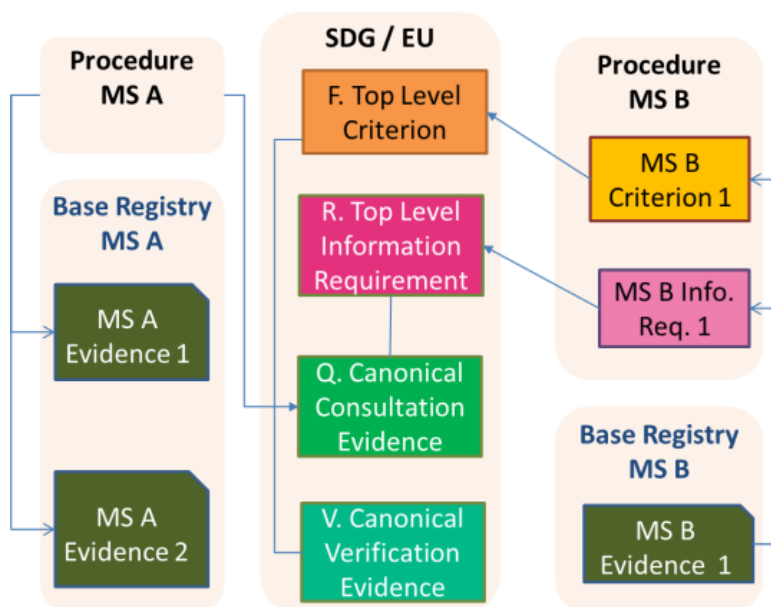 Procedure
MS A
Base Registry
MS A
MS A
Evidence 1
MS A
Evidence 2
SDG / EU
F. Top Level
Criterion
R. Top Level
Information
Requirement
Q. Canonical
Consultation
Evidence
V. Canonical
Verification
Evidence
Procedure
MS B
MS B
Criterion 1
MS B Info.
Req. 1
Base Registry
MS B
MS B
Evidence 1